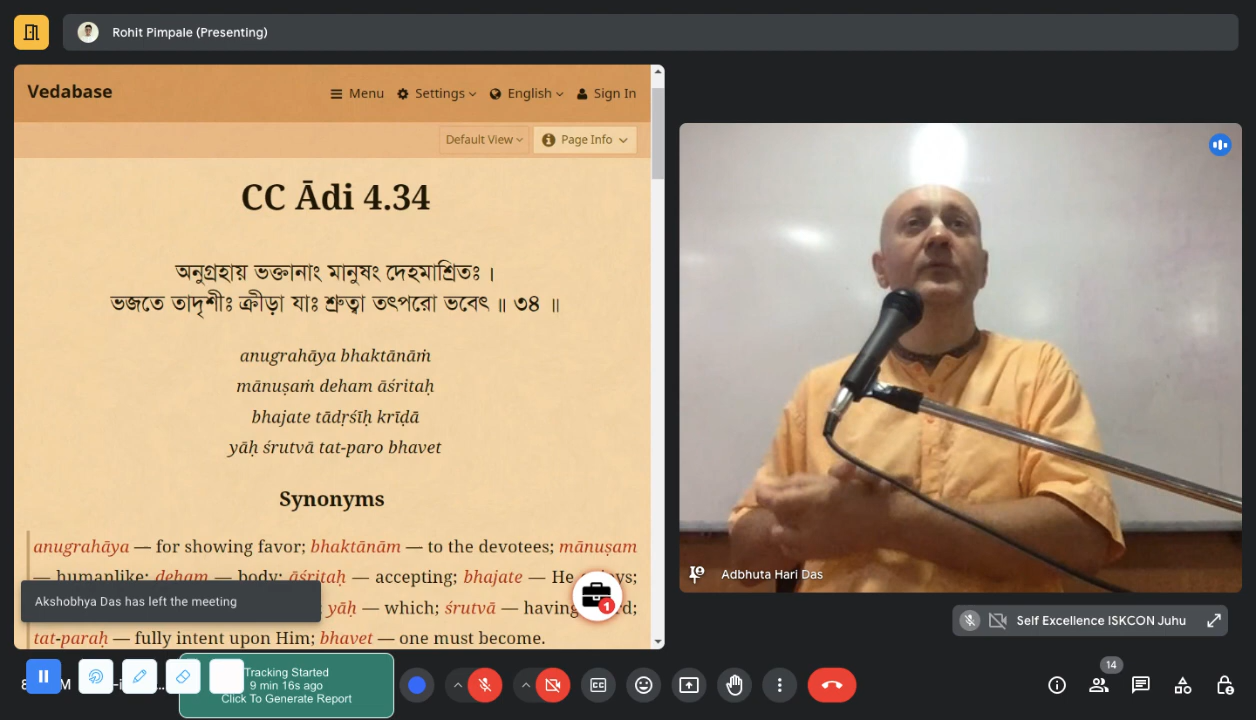 Rohit Pimpale (Presenting)
Vedabase
Menu Settings English Sign In
Default View Page Info
CC Ādi 4.34
অনুগ্রহায় ভক্তানাং মানুষং দেহমাশ্রিতঃ ।
ভজতে তাদৃশীঃ ক্রীড়া যাঃ শ্রুত্বা তৎপরো ভবেৎ ॥ ৩৪ ॥
anugrahāya bhaktānāṁ
mānuṣaṁ deham āśritaḥ
bhajate tādṛśīḥ krīḍā
yāḥ śrutvā tat-paro bhavet
Synonyms
anugrahāya — for showing favor; bhaktānām — to the devotees; mānuṣam
— humanlike; deham — body; āśritaḥ — accepting; bhajate — He
yāḥ — which; śrutvā — having
tat-paraḥ — fully intent upon Him; bhavet — one must become.
Akshobhya Das has left the meeting
1
Adbhuta Hari Das
Self Excellence ISKCON Juhu
Tracking Started
9 min 16s ago
Click To Generate Report
14